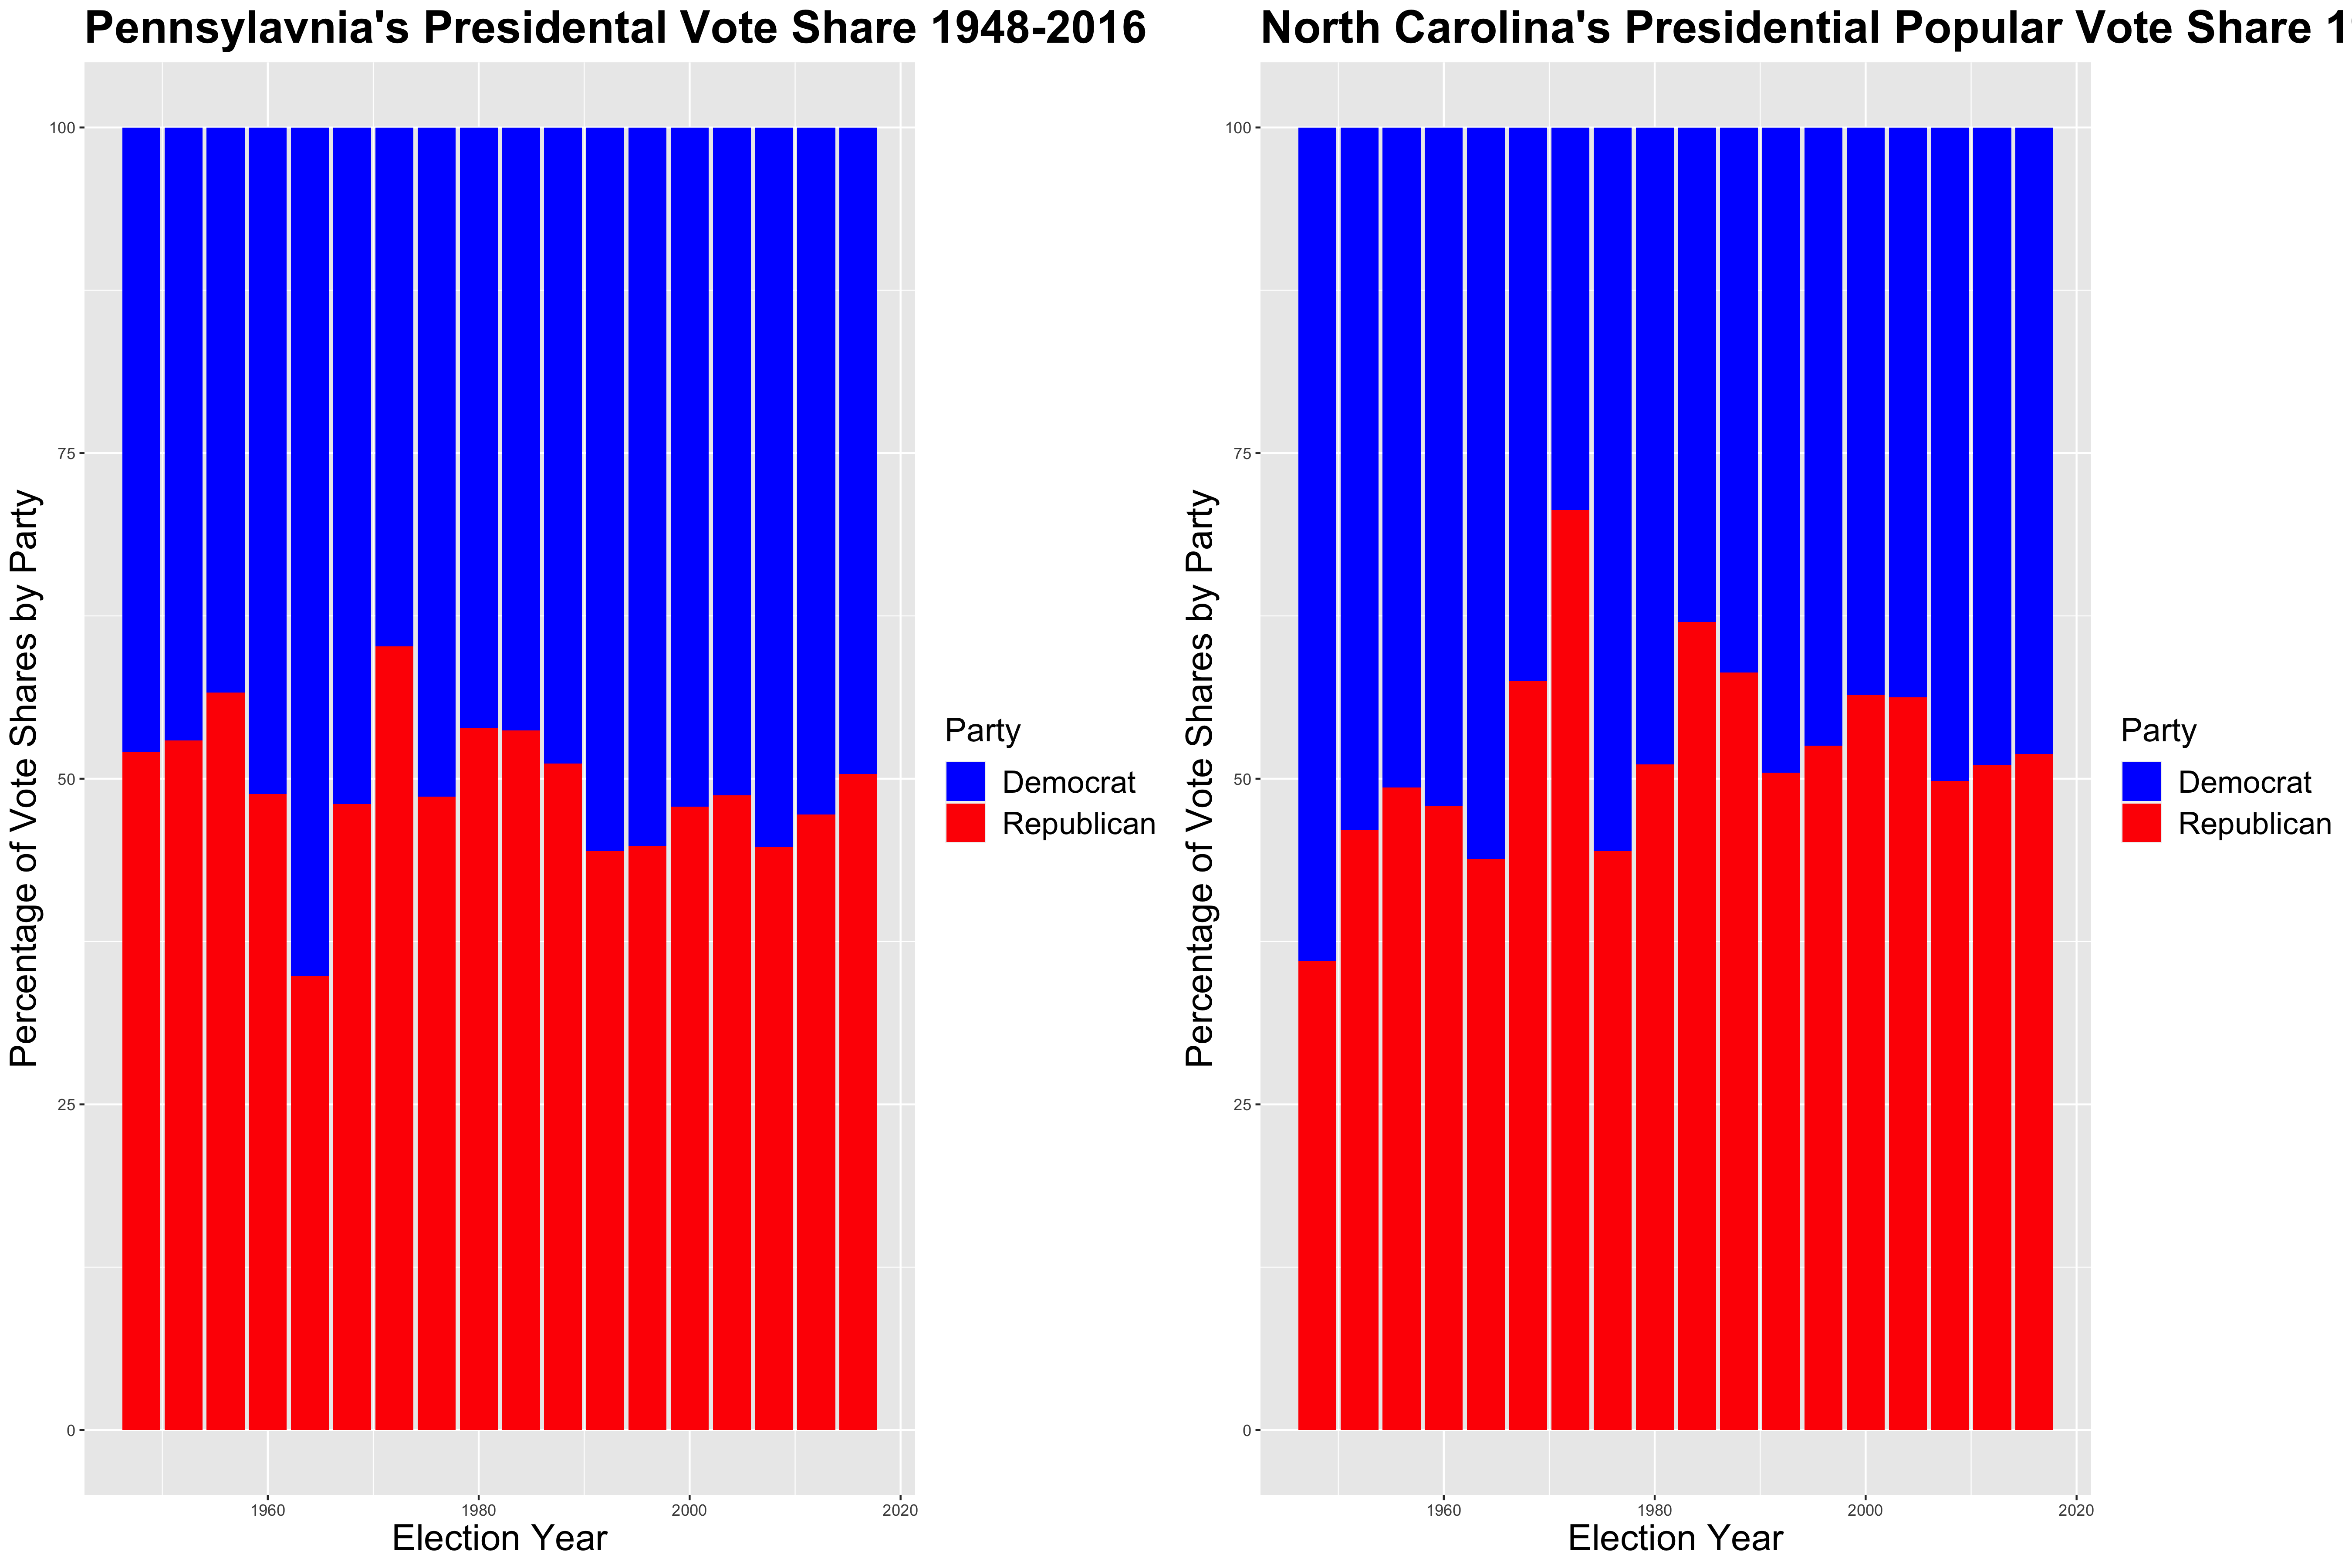 Pennsylavnia's Presidental Vote Share 1948-2016
100
75
50
25
0
Percentage of Vote Shares by Party
1960
1980
2000
2020
Election Year
Party
Democrat
Republican
North Carolina's Presidential Popular Vote Share 1
100
75
50
25
0
Percentage of Vote Shares by Party
1960
1980
2000
2020
Election Year
Party
Democrat
Republican